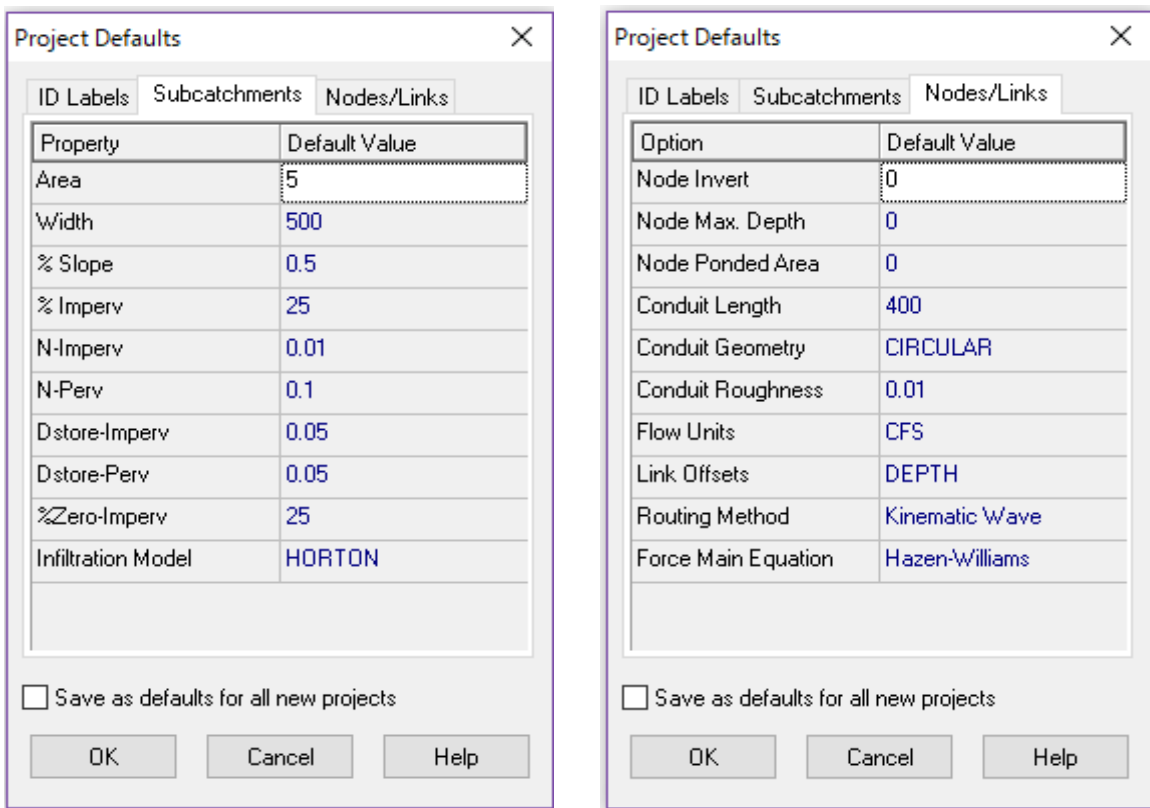 Project Defaults
ID Labels Subcatchments Nodes/Links
Property Default Value
Area 5
Width 500
% Slope 0.5
% Imperv 25
N-Imperv 0.01
N-Perv 0.1
Dstore-Imperv 0.05
Dstore-Perv 0.05
%Zero-Imperv 25
Infiltration Model HORTON
Save as defaults for all new projects
OK Cancel Help
Project Defaults
ID Labels Subcatchments Nodes/Links
Option Default Value
Node Invert 0
Node Max. Depth 0
Node Ponded Area 0
Conduit Length 400
Conduit Geometry CIRCULAR
Conduit Roughness 0.01
Flow Units CFS
Link Offsets DEPTH
Routing Method Kinematic Wave
Force Main Equation Hazen-Williams
Save as defaults for all new projects
OK Cancel Help